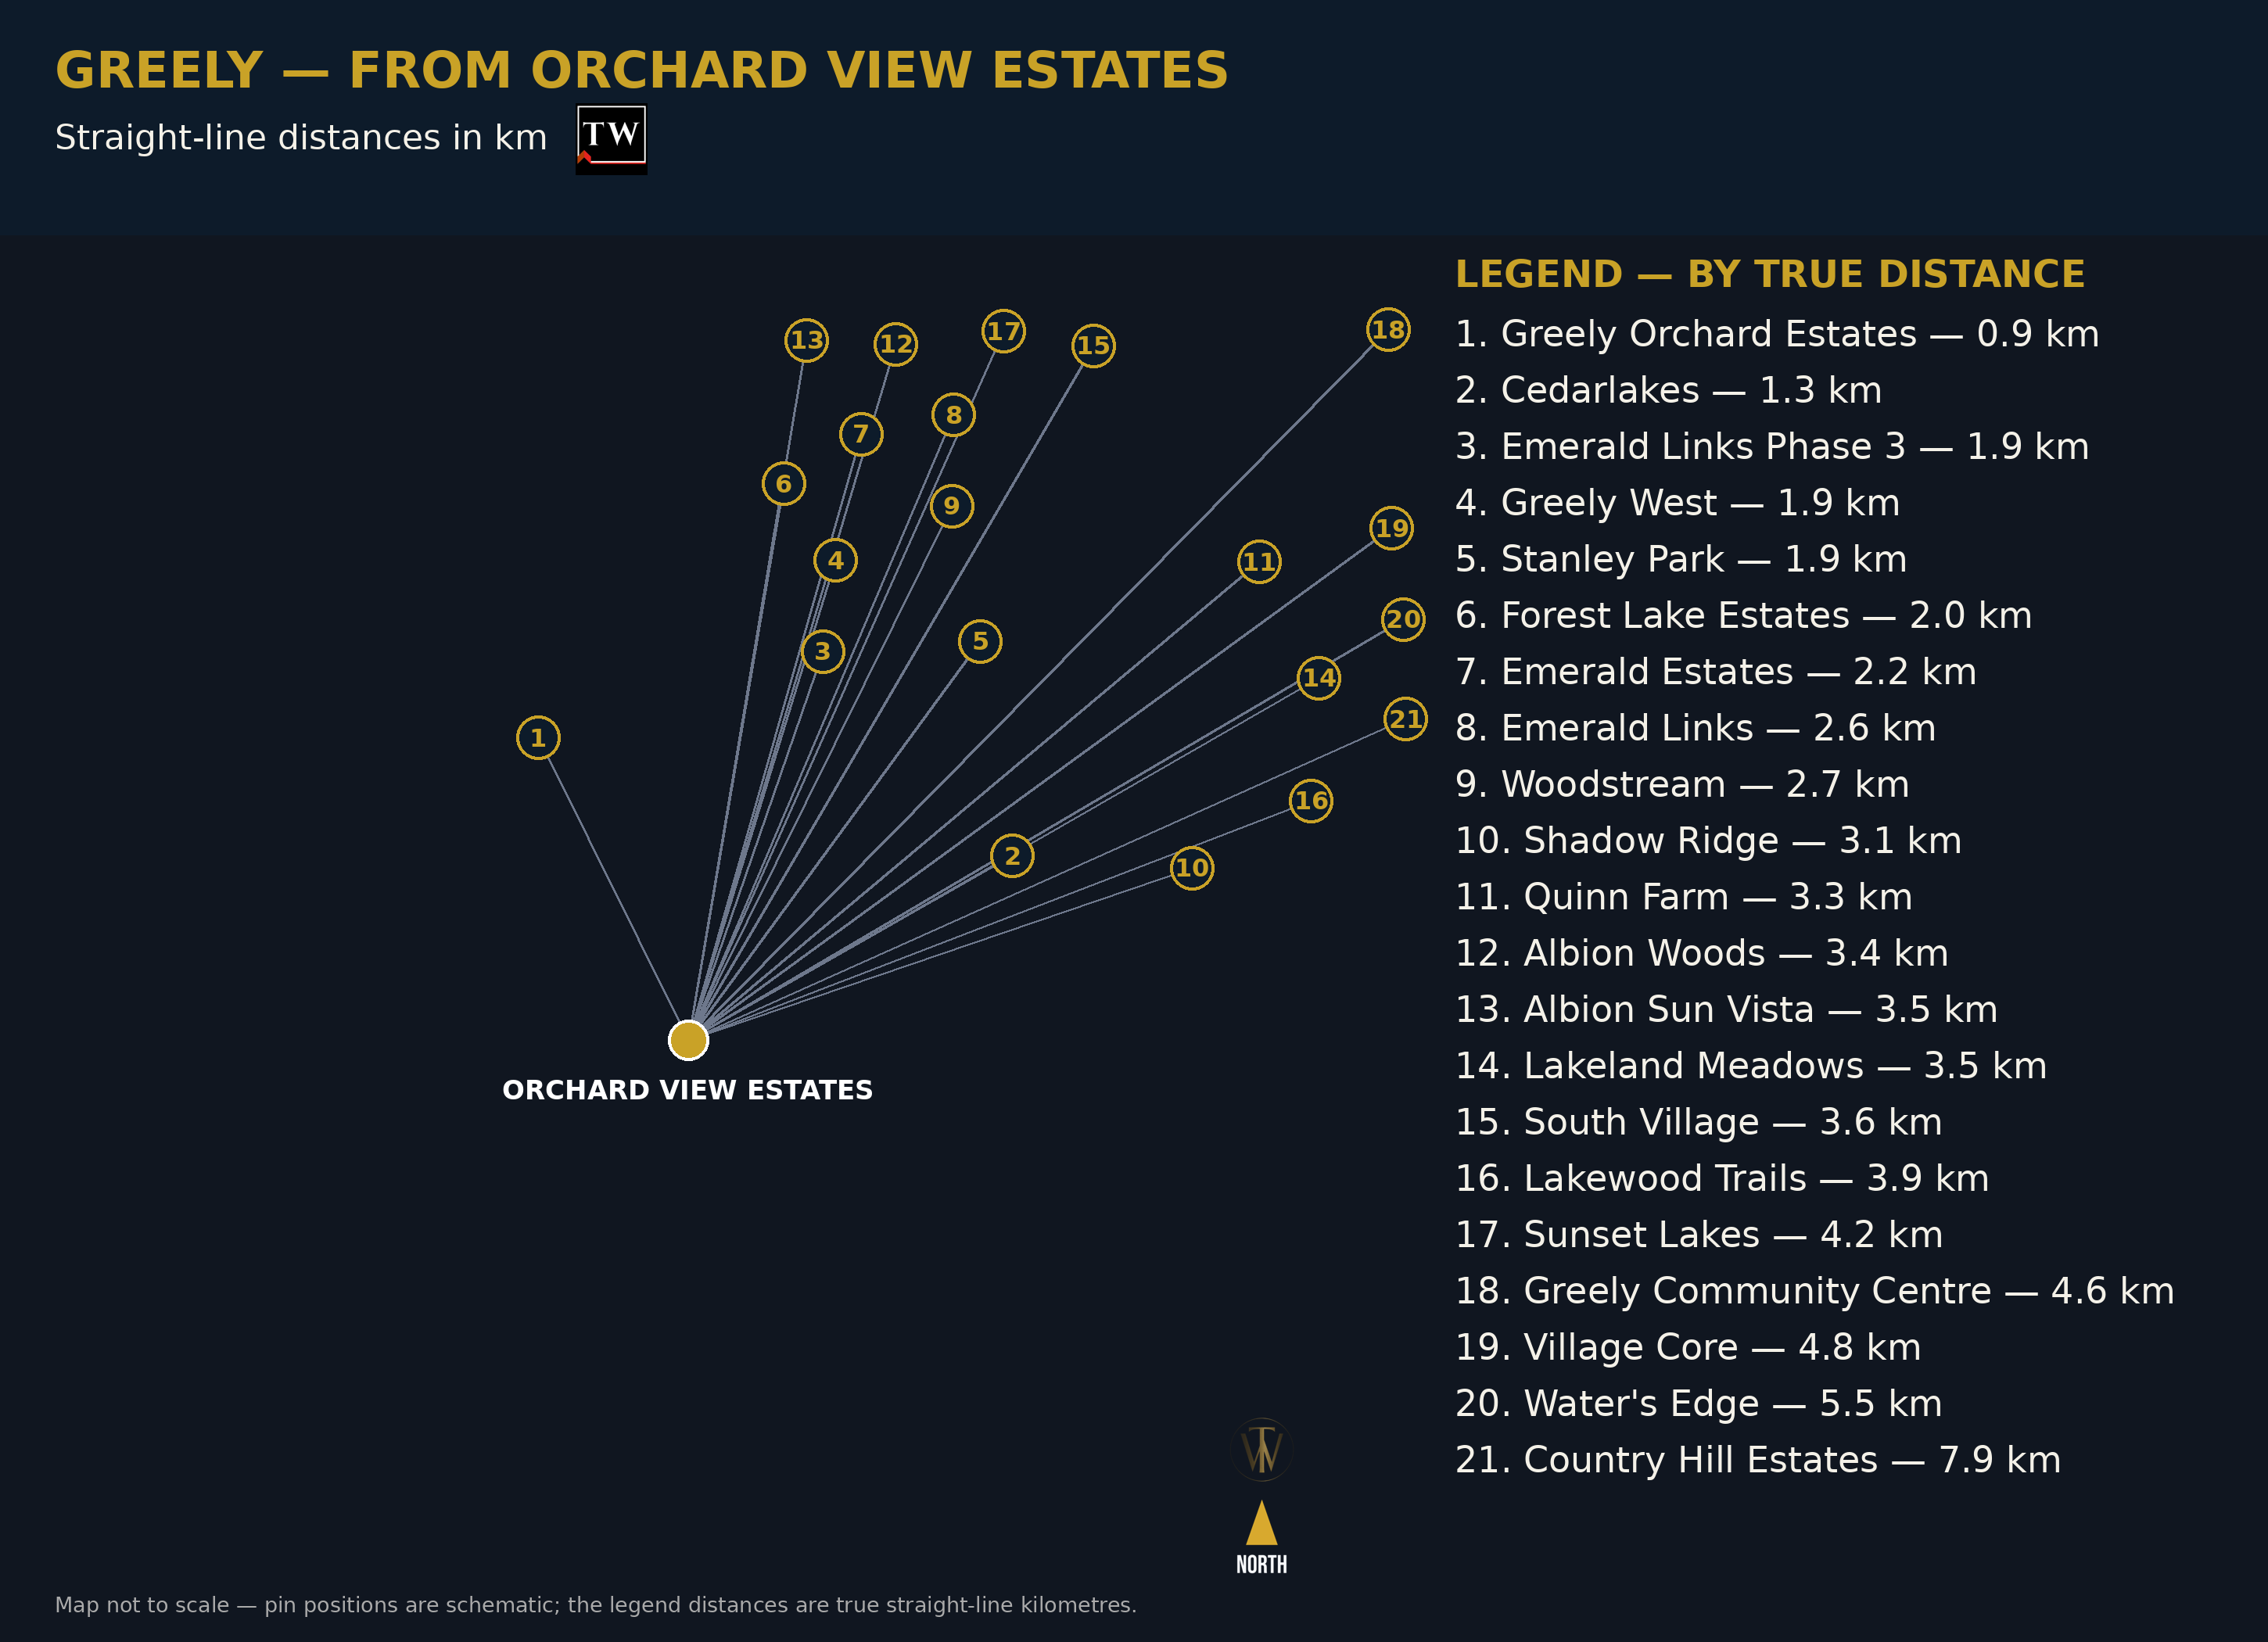 GREELY — FROM ORCHARD VIEW ESTATES
Straight-line distances in km
TW
LEGEND — BY TRUE DISTANCE
1. Greely Orchard Estates — 0.9 km
2. Cedarlakes — 1.3 km
3. Emerald Links Phase 3 — 1.9 km
4. Greely West — 1.9 km
5. Stanley Park — 1.9 km
6. Forest Lake Estates — 2.0 km
7. Emerald Estates — 2.2 km
8. Emerald Links — 2.6 km
9. Woodstream — 2.7 km
10. Shadow Ridge — 3.1 km
11. Quinn Farm — 3.3 km
12. Albion Woods — 3.4 km
13. Albion Sun Vista — 3.5 km
14. Lakeland Meadows — 3.5 km
15. South Village — 3.6 km
16. Lakewood Trails — 3.9 km
17. Sunset Lakes — 4.2 km
18. Greely Community Centre — 4.6 km
19. Village Core — 4.8 km
20. Water's Edge — 5.5 km
21. Country Hill Estates — 7.9 km
13
12
17
15
18
8
7
6
9
19
4
11
20
5
3
14
21
1
16
2
10
ORCHARD VIEW ESTATES
TW
NORTH
Map not to scale — pin positions are schematic; the legend distances are true straight-line kilometres.